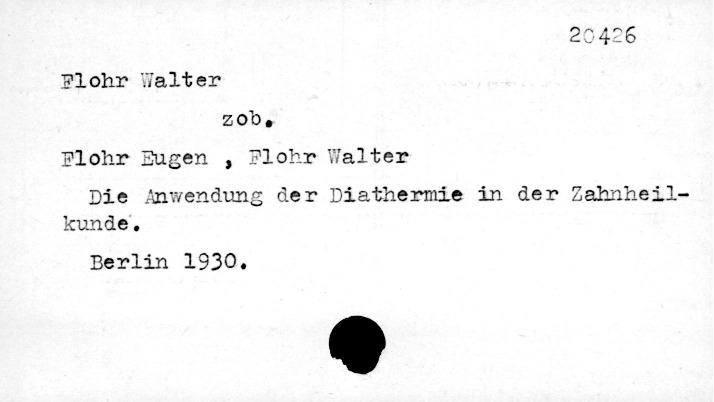 20426
Flohr Walter
zob.
Flohr Eugen , Flohr Walter
Die Anwendung der Diathermie in der Zahnheil-
kunde.
Berlin 1930.